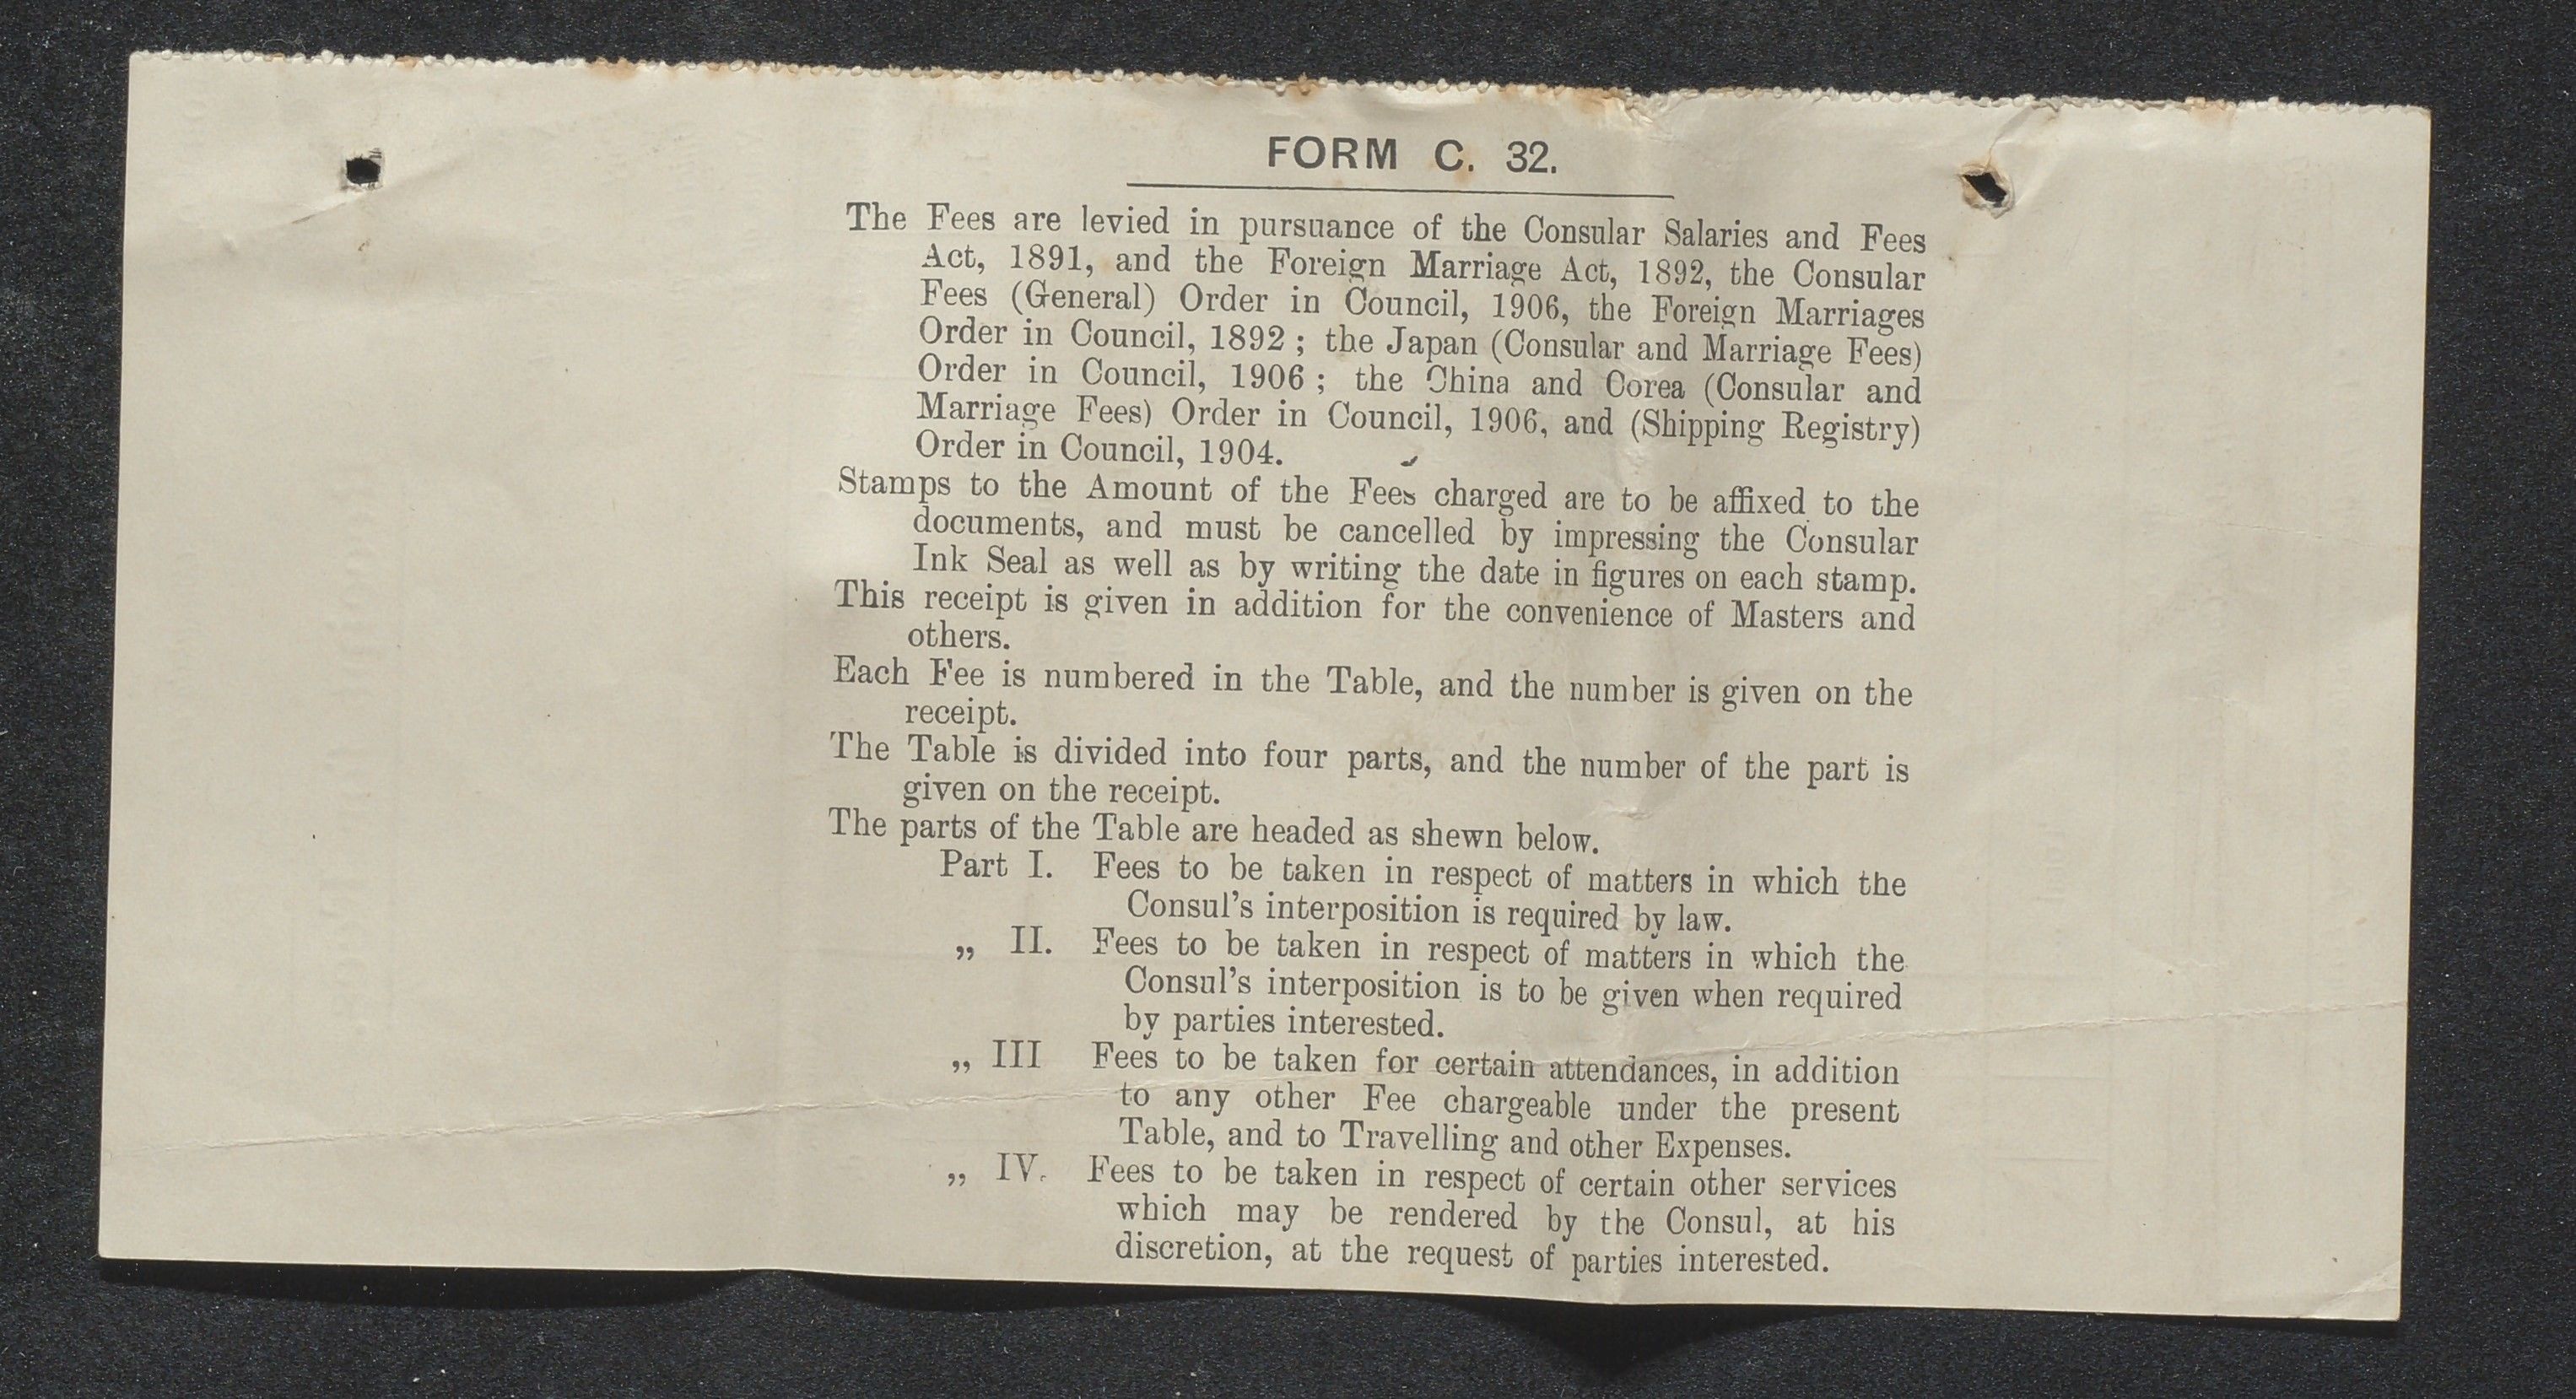 FORM C. 32.
The Fees are levied in pursuance of the Consular Salaries and Fees
Act, 1891, and the Foreign Marriage Act, 1892, the Consular
Fees (General) Order in Council, 1906, the Foreign Marriages
Order in Council, 1892 ; the Japan (Consular and Marriage Fees)
Order in Council, 1906 ; the China and Corea (Consular and
Marriage Fees) Order in Council, 1906, and (Shipping Registry)
Order in Council, 1904.
Stamps to the Amount of the Fees charged are to be affixed to the
documents, and must be cancelled by impressing the Consular
Ink Seal as well as by writing the date in figures on each stamp.
This receipt is given in addition for the convenience of Masters and
others.
Each Fee is numbered in the Table, and the number is given on the
receipt.
The Table is divided into four parts, and the number of the part is
given on the receipt.
The parts of the Table are headed as shewn below.
Part I. Fees to be taken in respect of matters in which the
Consul's interposition is required by law.
„ II. Fees to be taken in respect of matters in which the
Consul's interposition is to be given when required
by parties interested.
„ III Fees to be taken for certain attendances, in addition
to any other Fee chargeable under the present
Table, and to Travelling and other Expenses.
„ IV. Fees to be taken in respect of certain other services
which may be rendered by the Consul, at his
discretion, at the request of parties interested.